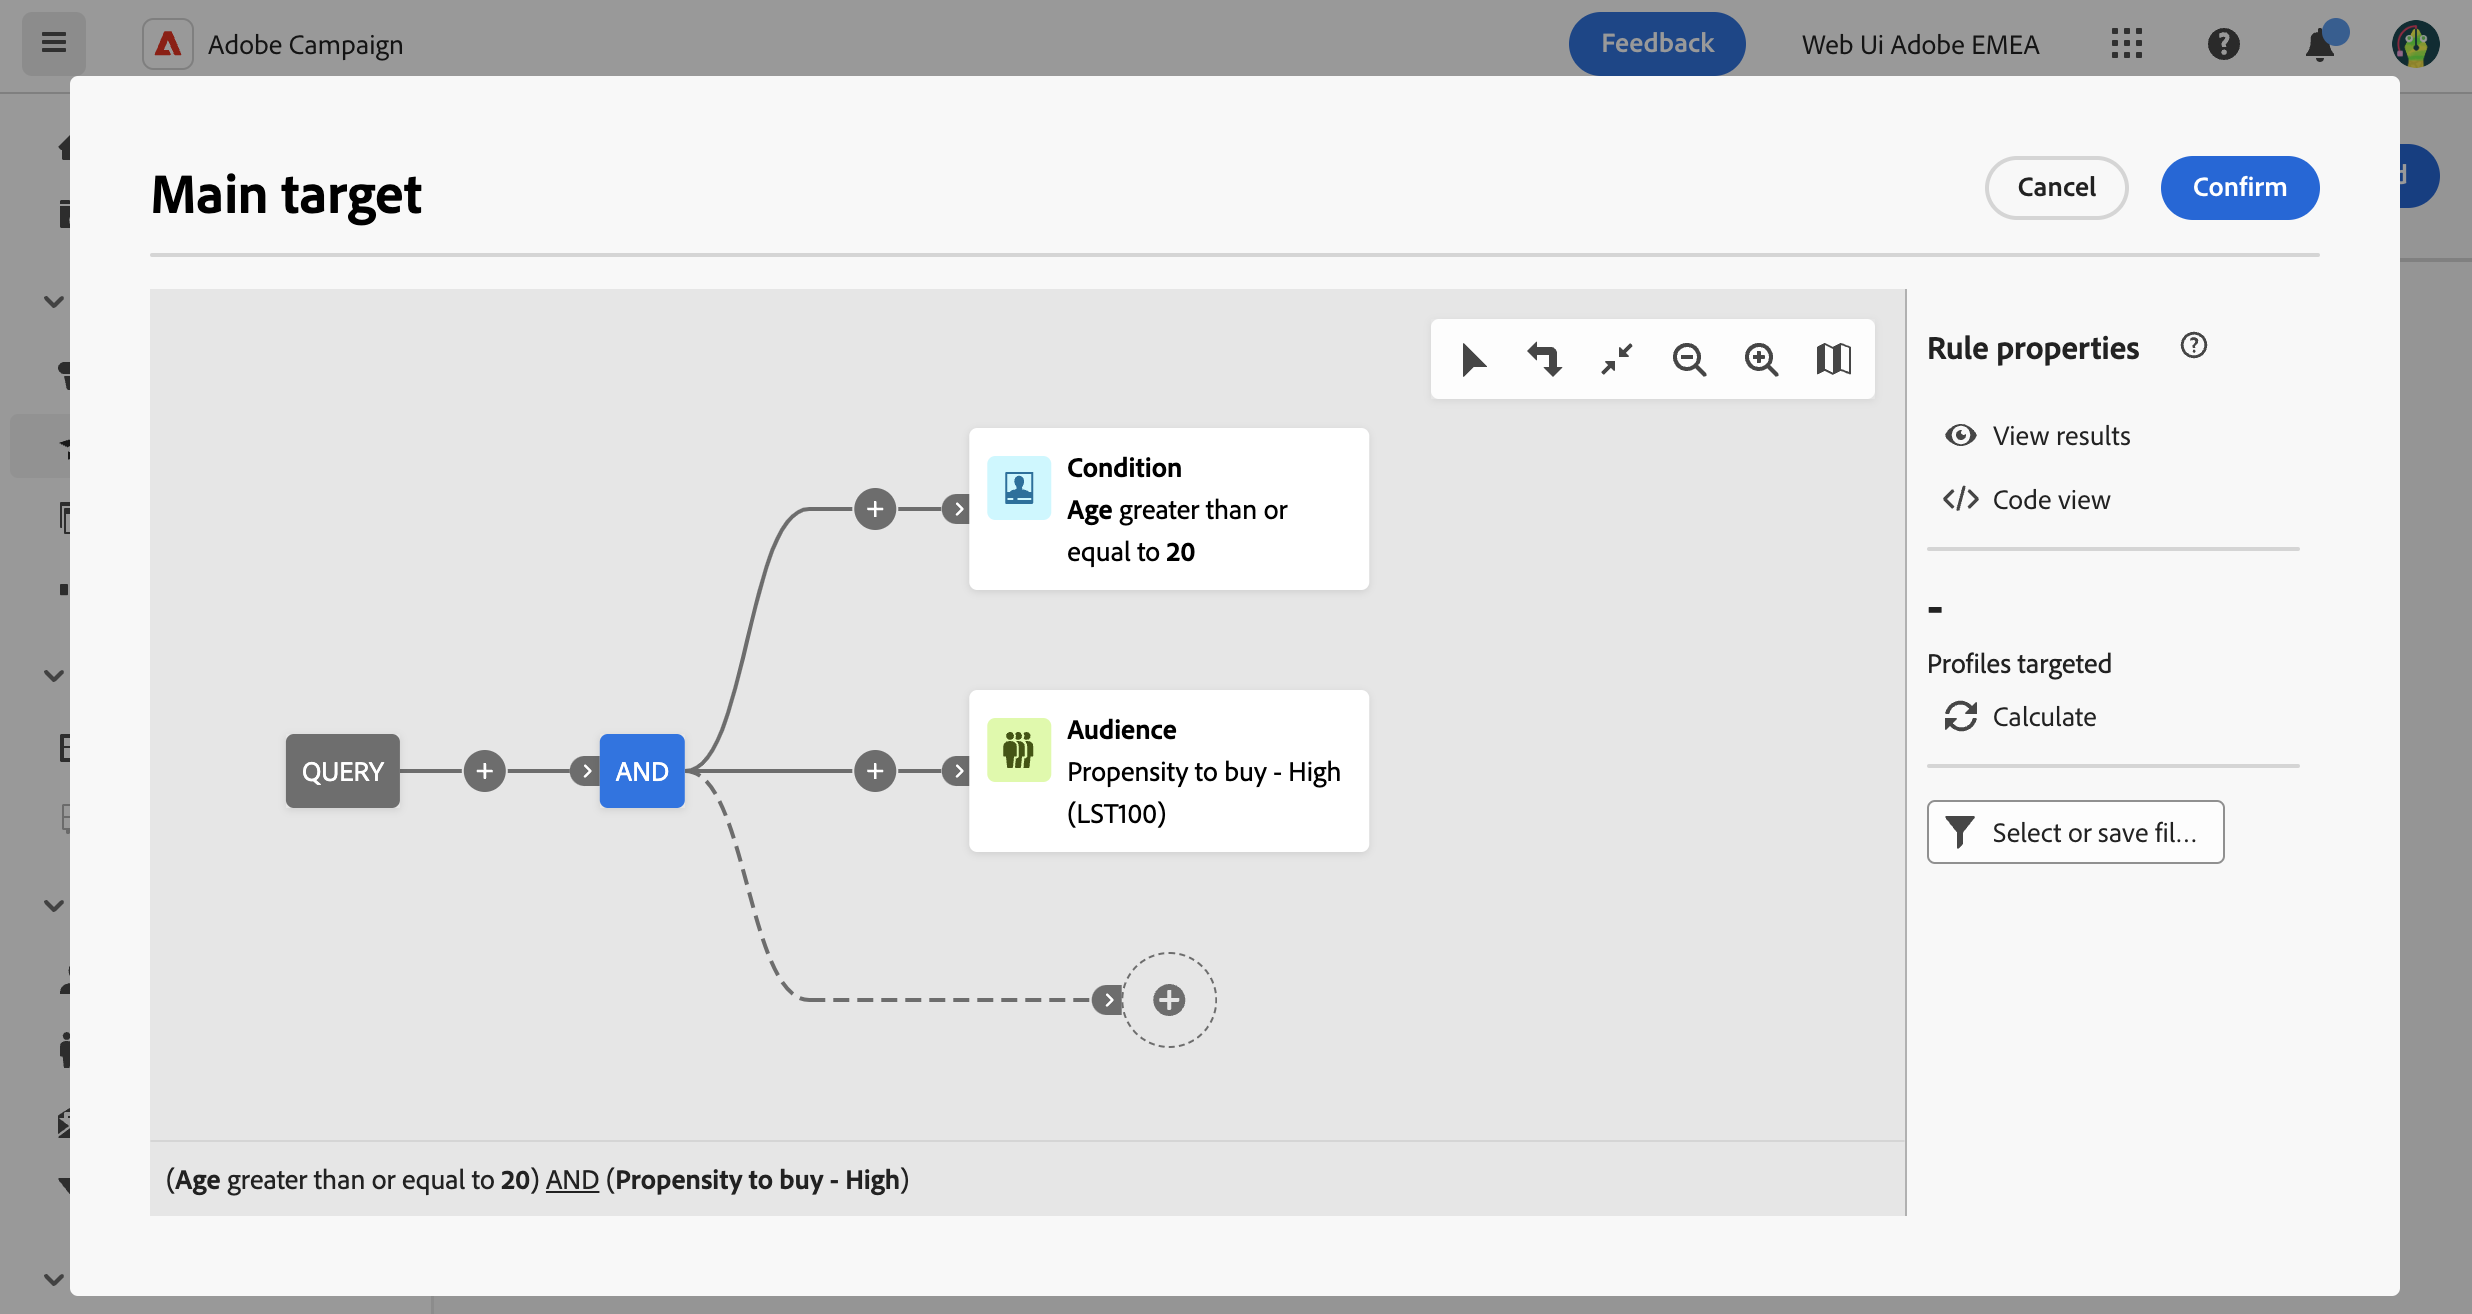 Adobe Campaign
Feedback
Web Ui Adobe EMEA
Main target
Cancel
Confirm
Rule properties
View results
Code view
-
Profiles targeted
Calculate
Select or save fil...
Condition
Age greater than or
equal to 20
QUERY
AND
Audience
Propensity to buy - High
(LST100)
(Age greater than or equal to 20) AND (Propensity to buy - High)